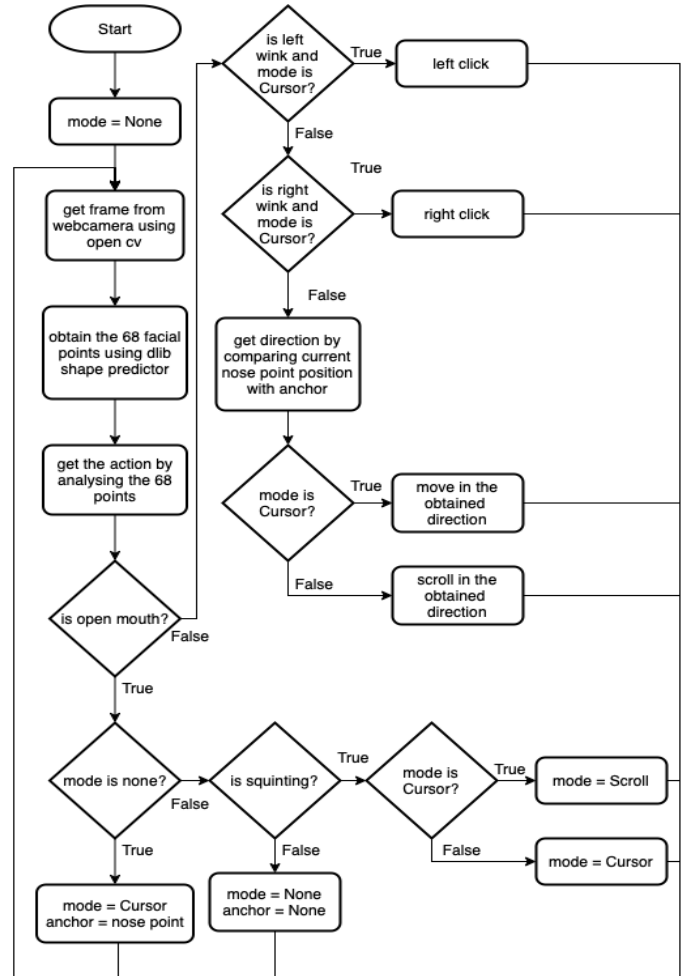 Start
mode = None
get frame from
webcamera using
open cv
obtain the 68 facial
points using dlib
shape predictor
get the action by
analysing the 68
points
is open mouth?
False
True
is left
wink and
mode is
Cursor?
True
left click
False
is right
wink and
mode is
Cursor?
True
right click
False
get direction by
comparing current
nose point position
with anchor
mode is
Cursor?
True
move in the
obtained
direction
False
scroll in the
obtained
direction
mode is none?
False
True
mode = Cursor
anchor = nose point
is squinting?
True
False
mode = None
anchor = None
mode is
Cursor?
True
mode = Scroll
False
mode = Cursor